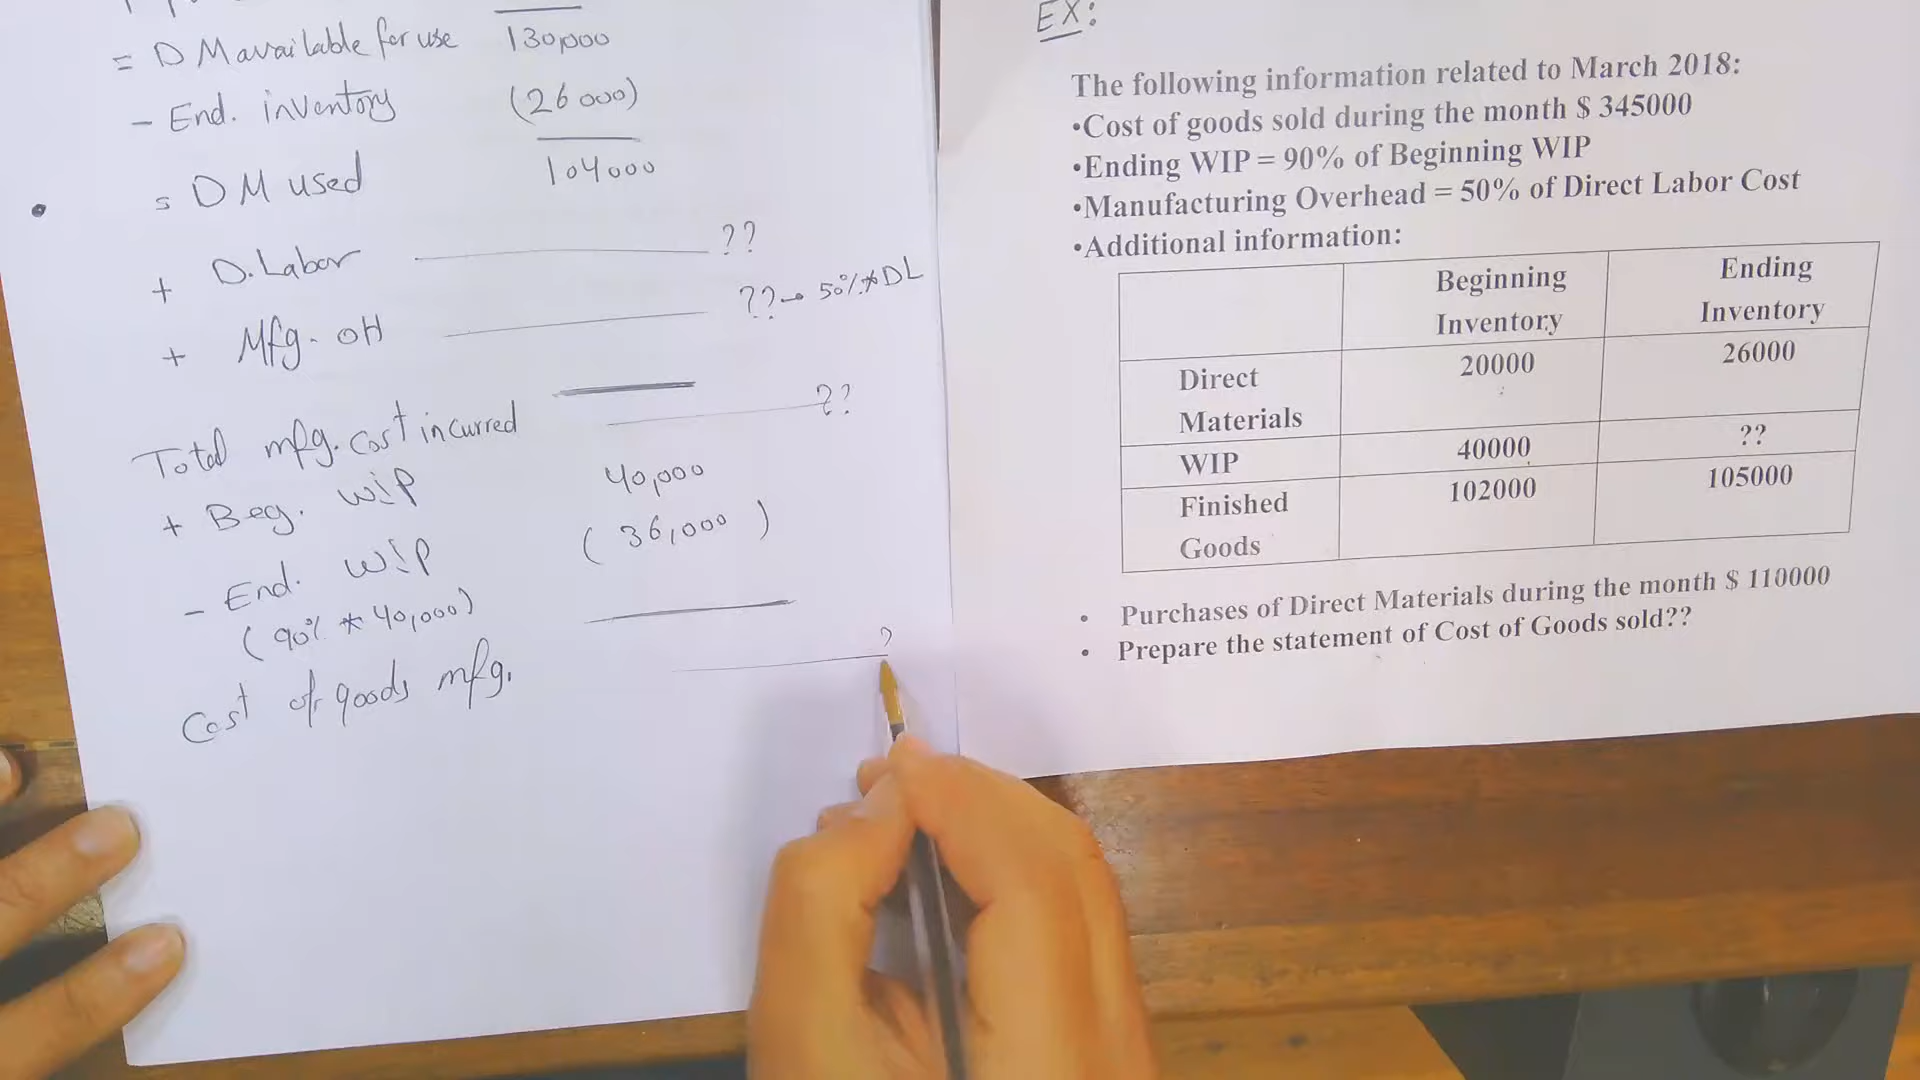 = DM available for use 130,000
- End. inventory (26000)
= DM used 104000
+ D. Labor ??
+ Mfg. OH ??→ 50% * DL
Total mfg. cost incurred ??
+ Beg. WIP 40,000
- End. WIP (36,000)
(90% * 40,000)
Cost of goods mfg. ?
EX:
The following information related to March 2018:
•Cost of goods sold during the month $ 345000
•Ending WIP = 90% of Beginning WIP
•Manufacturing Overhead = 50% of Direct Labor Cost
•Additional information:
Beginning Inventory Ending Inventory
Direct Materials 20000 26000
WIP 40000 ??
Finished Goods 102000 105000
• Purchases of Direct Materials during the month $ 110000
• Prepare the statement of Cost of Goods sold??